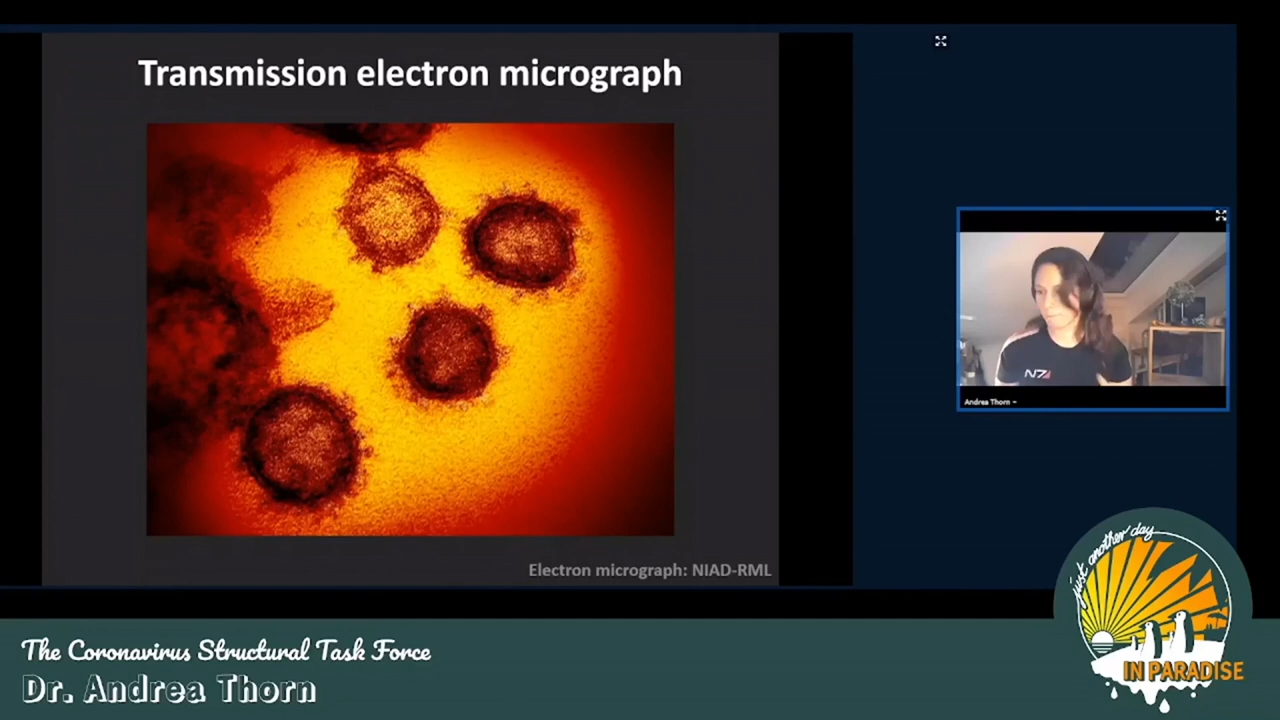 Transmission electron micrograph
N7
Andrea Thorn ~
Electron micrograph: NIAD-RML
just another day
IN PARADISE
The Coronavirus Structural Task Force
Dr. Andrea Thorn